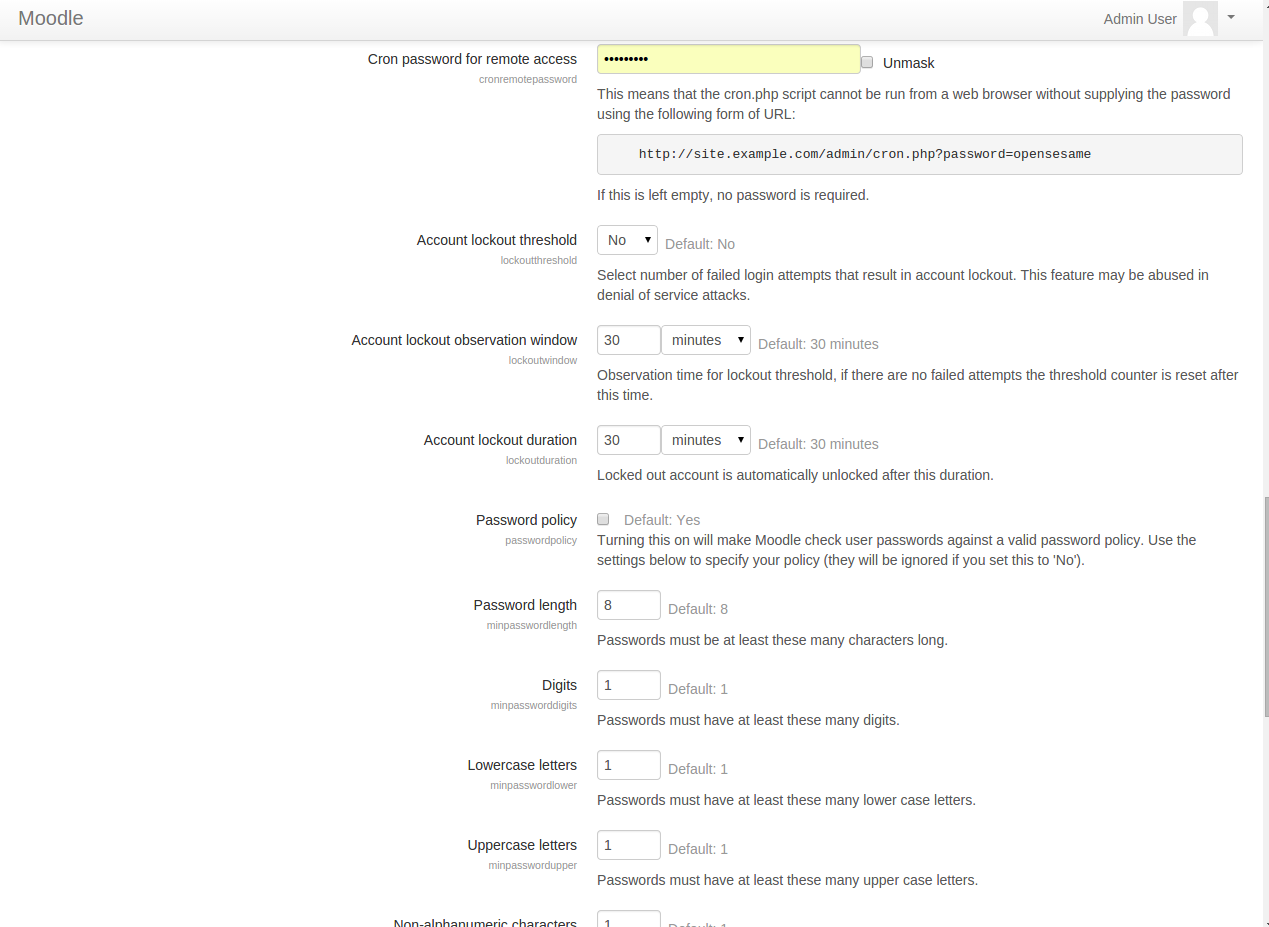 Moodle
Admin User
Cron password for remote access
cronremotepassword
•••••••••
Unmask
This means that the cron.php script cannot be run from a web browser without supplying the password
using the following form of URL:
http://site.example.com/admin/cron.php?password=opensesame
If this is left empty, no password is required.
Account lockout threshold
lockoutthreshold
No
Default: No
Select number of failed login attempts that result in account lockout. This feature may be abused in
denial of service attacks.
Account lockout observation window
lockoutwindow
30
minutes
Default: 30 minutes
Observation time for lockout threshold, if there are no failed attempts the threshold counter is reset after
this time.
Account lockout duration
lockoutduration
30
minutes
Default: 30 minutes
Locked out account is automatically unlocked after this duration.
Password policy
passwordpolicy
Default: Yes
Turning this on will make Moodle check user passwords against a valid password policy. Use the
settings below to specify your policy (they will be ignored if you set this to 'No').
Password length
minpasswordlength
8
Default: 8
Passwords must be at least these many characters long.
Digits
minpassworddigits
1
Default: 1
Passwords must have at least these many digits.
Lowercase letters
minpasswordlower
1
Default: 1
Passwords must have at least these many lower case letters.
Uppercase letters
minpasswordupper
1
Default: 1
Passwords must have at least these many upper case letters.
Non-alphanumeric characters
1
Default: 1